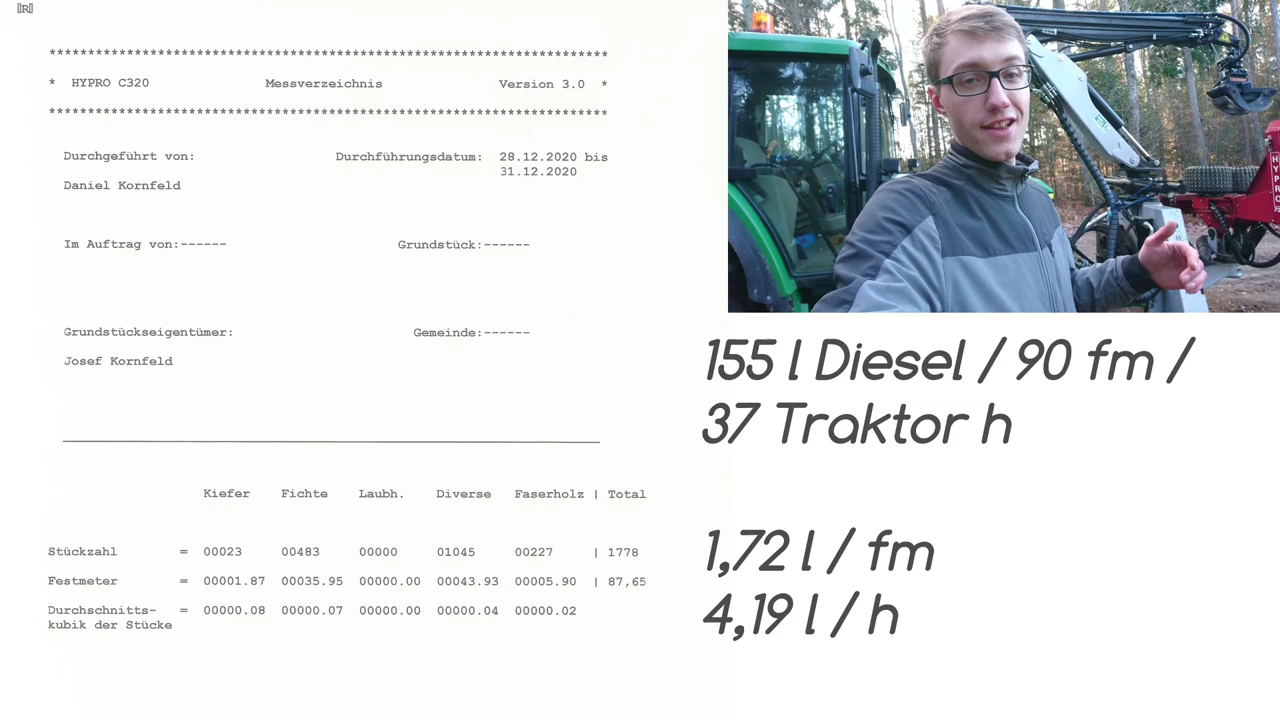 [R]
************************************************************************
* HYPRO C320 Messverzeichnis Version 3.0 *
************************************************************************
Durchgeführt von: Durchführungsdatum: 28.12.2020 bis
31.12.2020
Daniel Kornfeld
Im Auftrag von:------ Grundstück:------
Grundstückseigentümer: Gemeinde:------
Josef Kornfeld
Kiefer Fichte Laubh. Diverse Faserholz | Total
Stückzahl = 00023 00483 00000 01045 00227 | 1778
Festmeter = 00001.87 00035.95 00000.00 00043.93 00005.90 | 87,65
Durchschnitts- = 00000.08 00000.07 00000.00 00000.04 00000.02
kubik der Stücke
HYPRO
155 l Diesel / 90 fm /
37 Traktor h
1,72 l / fm
4,19 l / h